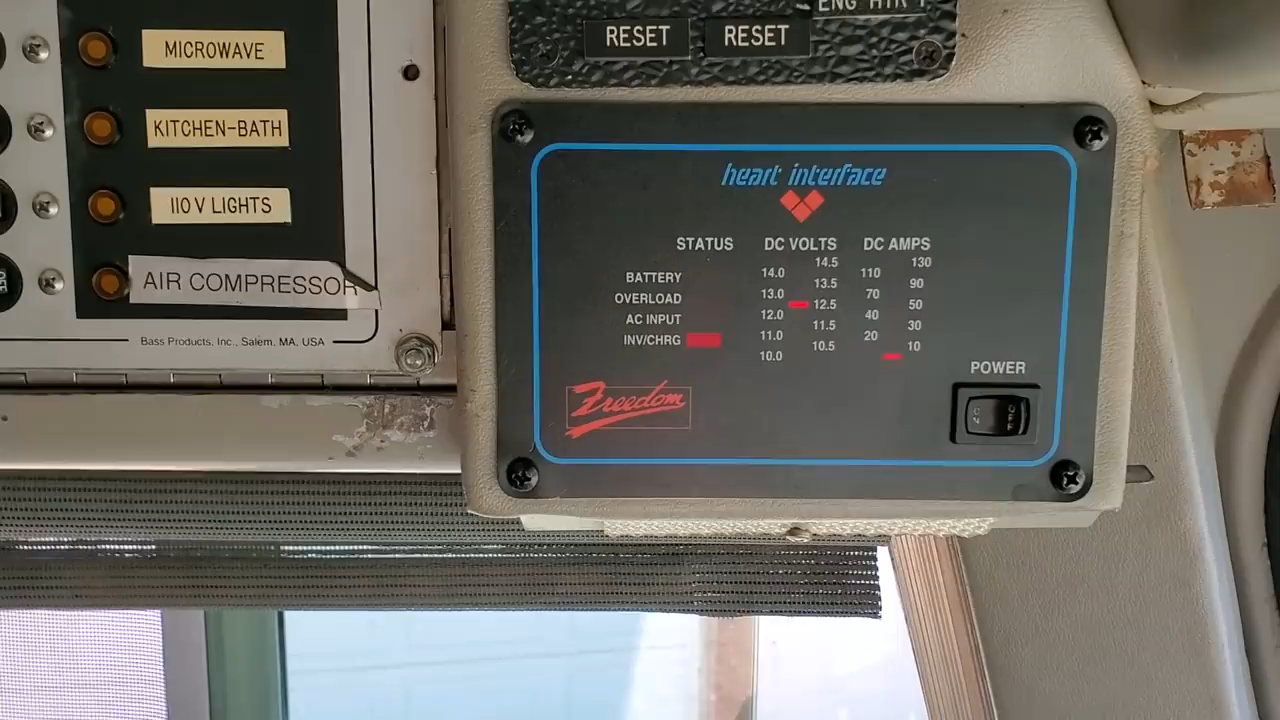 MICROWAVE
KITCHEN-BATH
110 V LIGHTS
AIR COMPRESSOR
Bass Products, Inc., Salem, MA, USA
OFF
ENG HTR
RESET RESET
heart interface
STATUS DC VOLTS DC AMPS
14.5 130
BATTERY 14.0 110
13.5 90
OVERLOAD 13.0 70
12.5 50
AC INPUT 12.0 40
11.5 30
INV/CHRG 11.0 20
10.5 10
10.0
POWER
Freedom
ON OFF